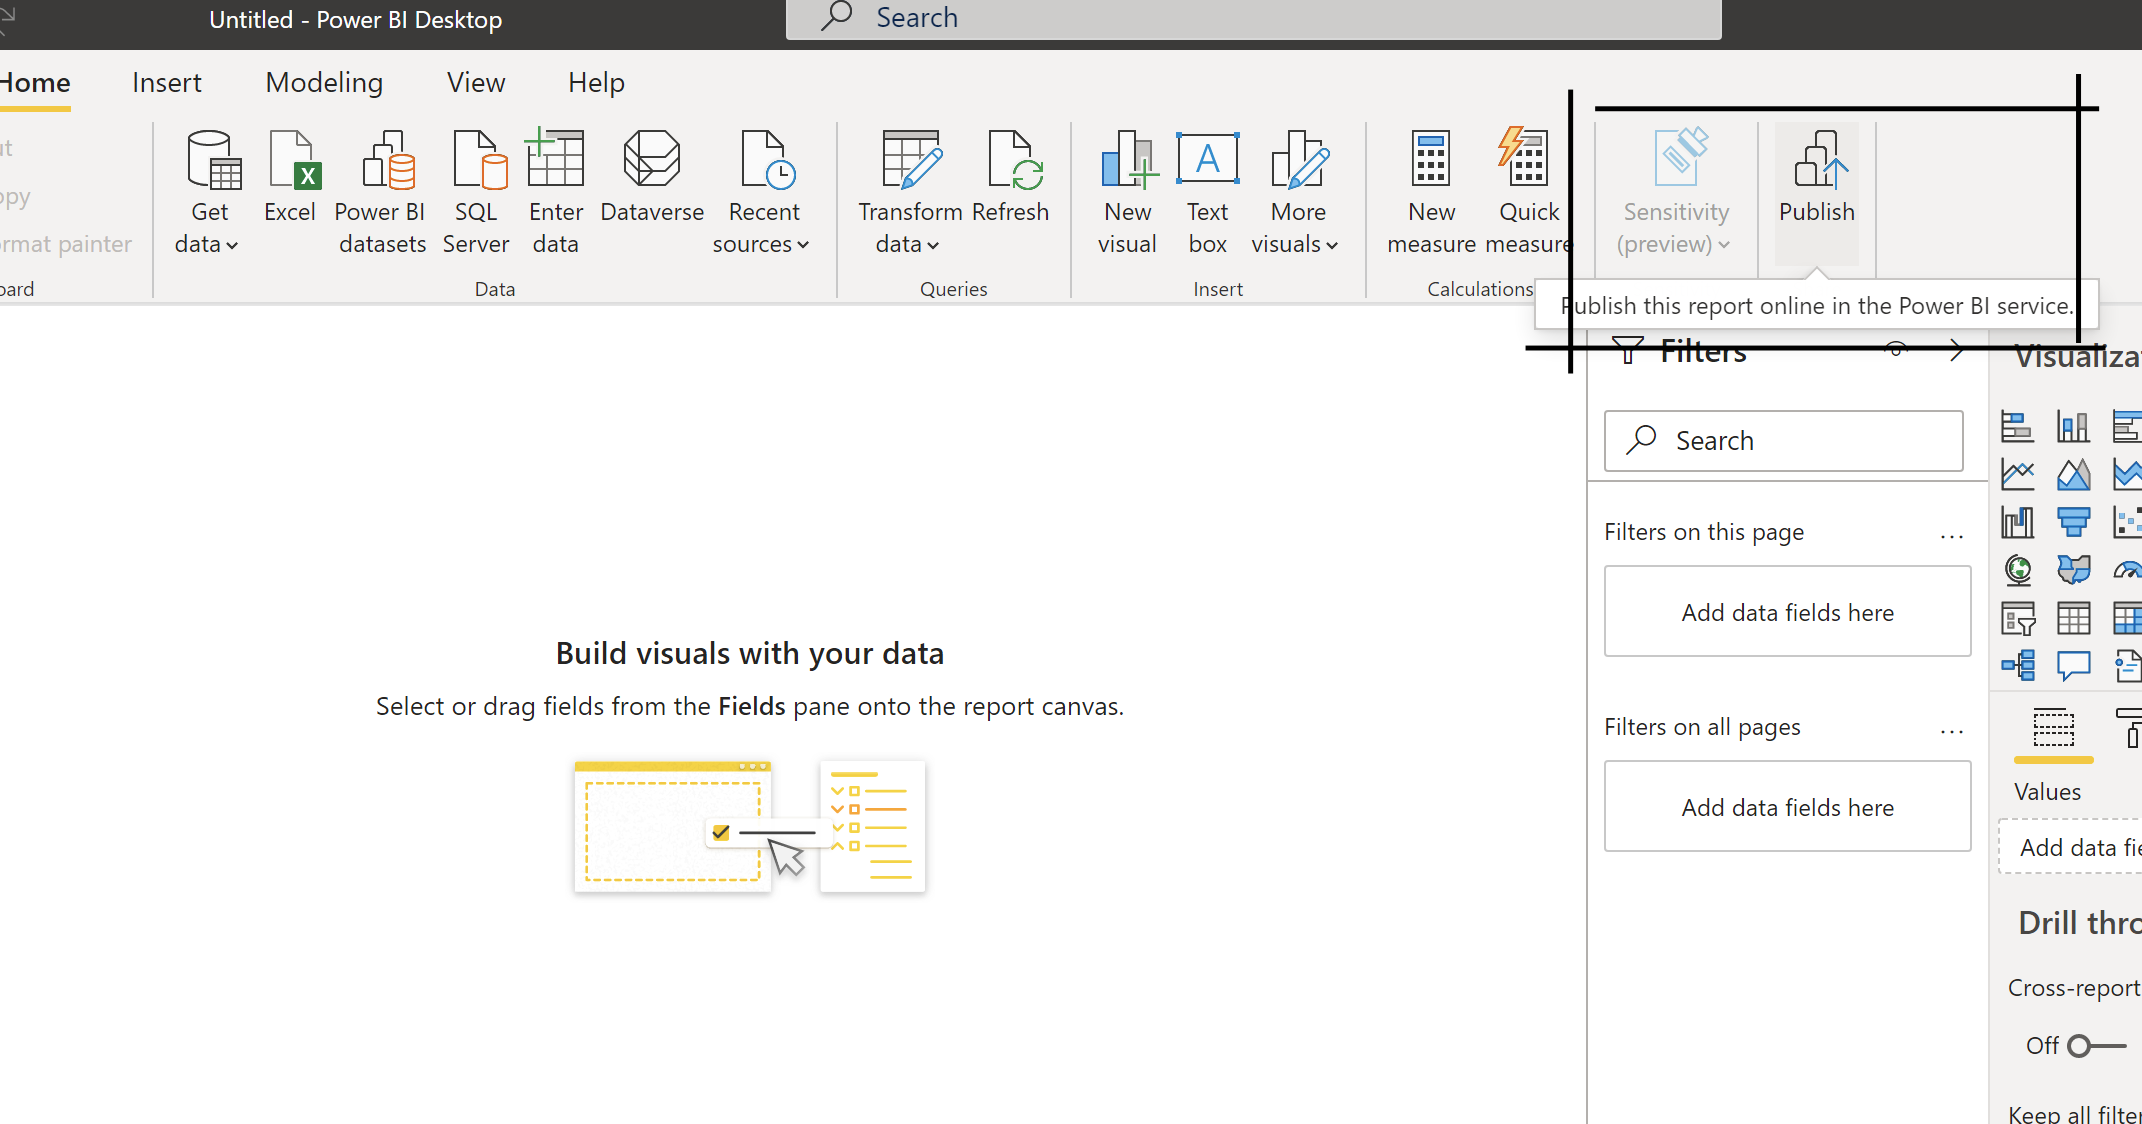 Untitled - Power BI Desktop
Search
Home Insert Modeling View Help
Get data
Excel
Power BI datasets
SQL Server
Enter data
Dataverse
Recent sources
Transform data
Refresh
New visual
Text box
More visuals
New measure
Quick measure
Sensitivity (preview)
Publish
ut
opy
ormat painter
oard
Data
Queries
Insert
Calculations
Publish this report online in the Power BI service.
Filters
Search
Filters on this page ...
Add data fields here
Filters on all pages ...
Add data fields here
Build visuals with your data
Select or drag fields from the Fields pane onto the report canvas.
Visualiza
Values
Add data fie
Drill thro
Cross-report
Off
Keep all filter